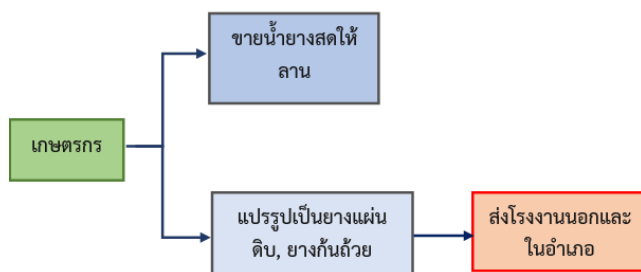 ขายน้ำยางสดให้
ลาน
เกษตรกร
แปรรูปเป็นยางแผ่น
ดิบ, ยางก้นถ้วย
ส่งโรงงานนอกและ
ในอำเภอ